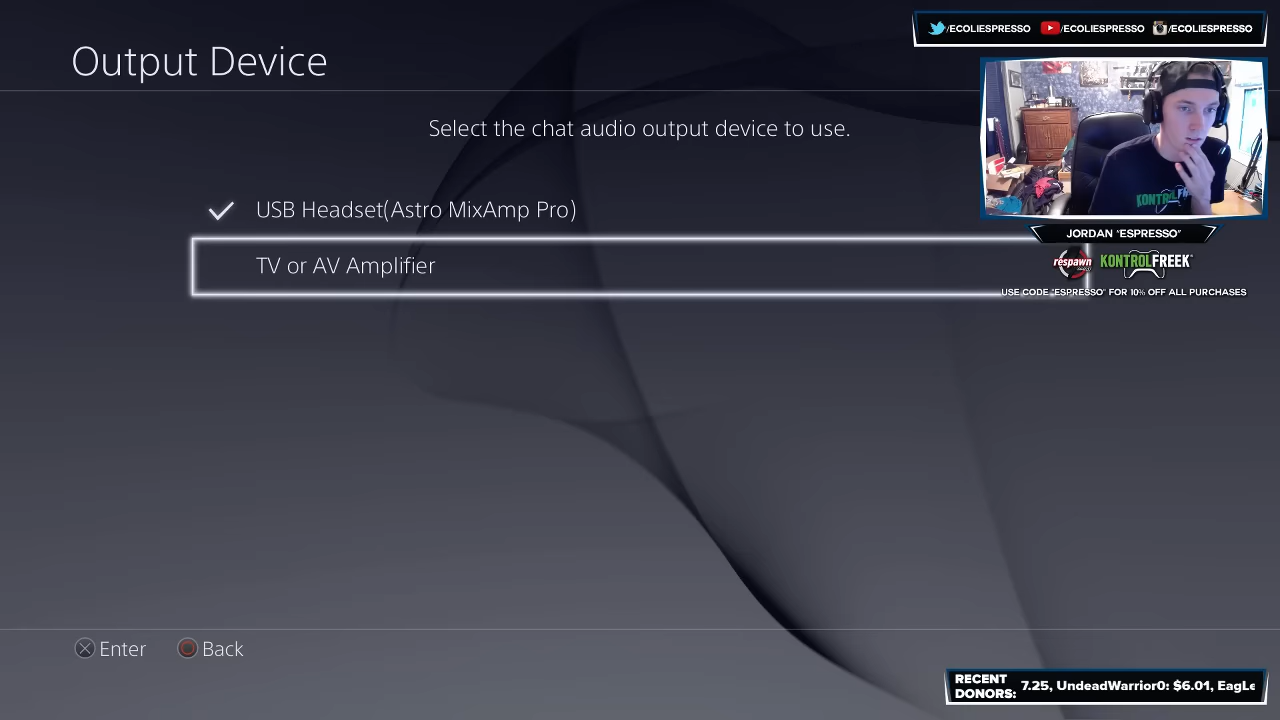 Output Device
/ECOLIESPRESSO /ECOLIESPRESSO /ECOLIESPRESSO
Select the chat audio output device to use.
USB Headset(Astro MixAmp Pro)
TV or AV Amplifier
KONTROLFR
JORDAN "ESPRESSO"
respawn KONTROLFREEK
USE CODE "ESPRESSO" FOR 10% OFF ALL PURCHASES
Enter Back
RECENT DONORS: 7.25, UndeadWarrior0: $6.01, EagLe